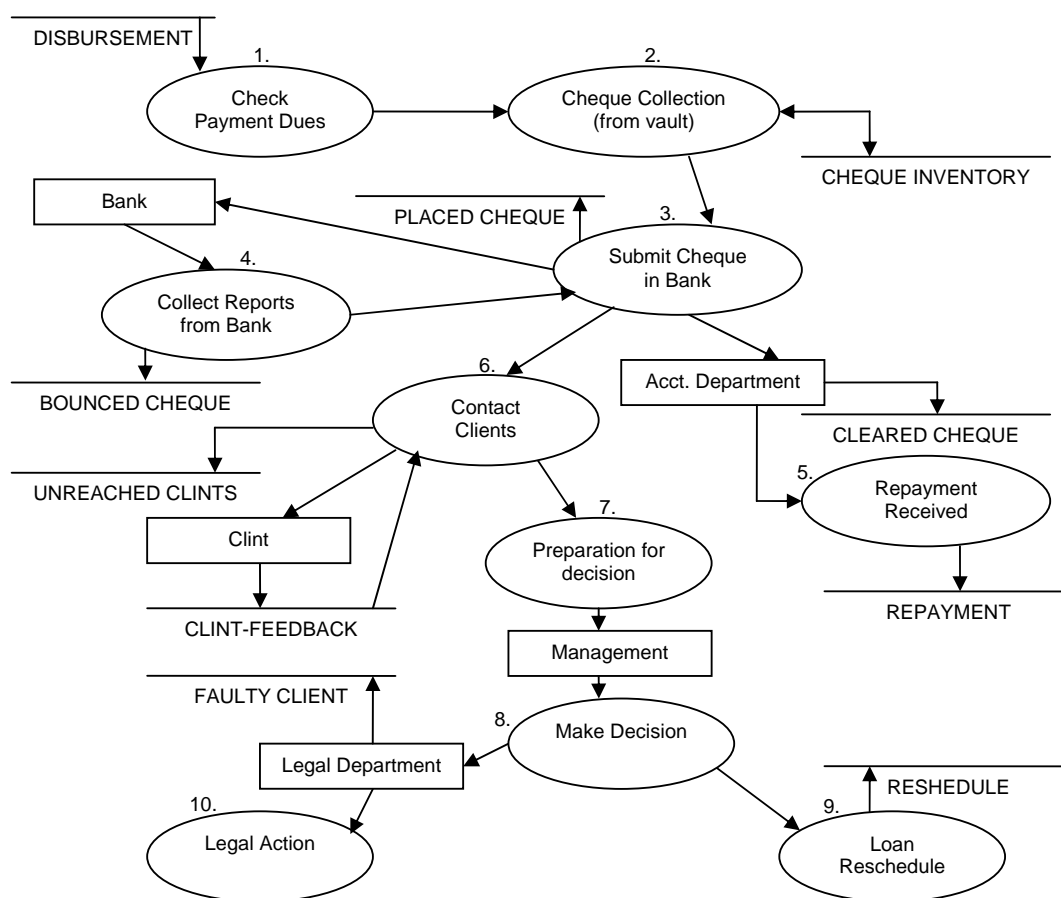 DISBURSEMENT
1.
Check
Payment Dues
2.
Cheque Collection
(from vault)
CHEQUE INVENTORY
Bank
PLACED CHEQUE
3.
Submit Cheque
in Bank
4.
Collect Reports
from Bank
BOUNCED CHEQUE
6.
Contact
Clients
Acct. Department
CLEARED CHEQUE
UNREACHED CLINTS
5.
Repayment
Received
Clint
7.
Preparation for
decision
REPAYMENT
CLINT-FEEDBACK
Management
FAULTY CLIENT
8.
Make Decision
Legal Department
RESHEDULE
10.
Legal Action
9.
Loan
Reschedule